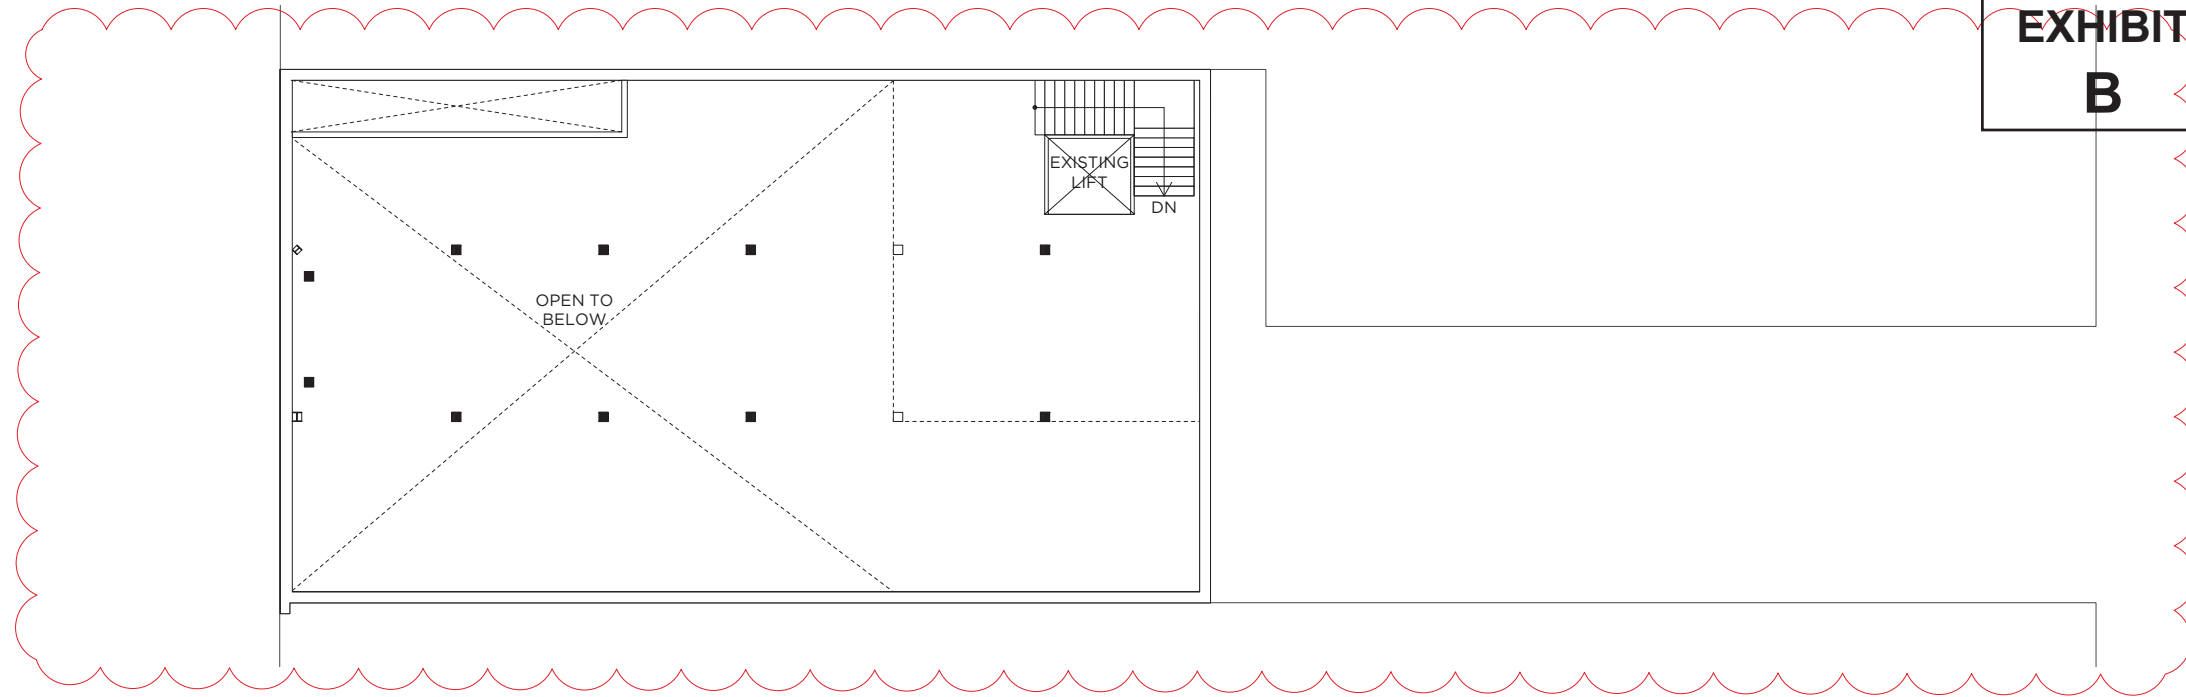 EXHIBIT
B
EXISTING
LIFT
DN
OPEN TO
BELOW